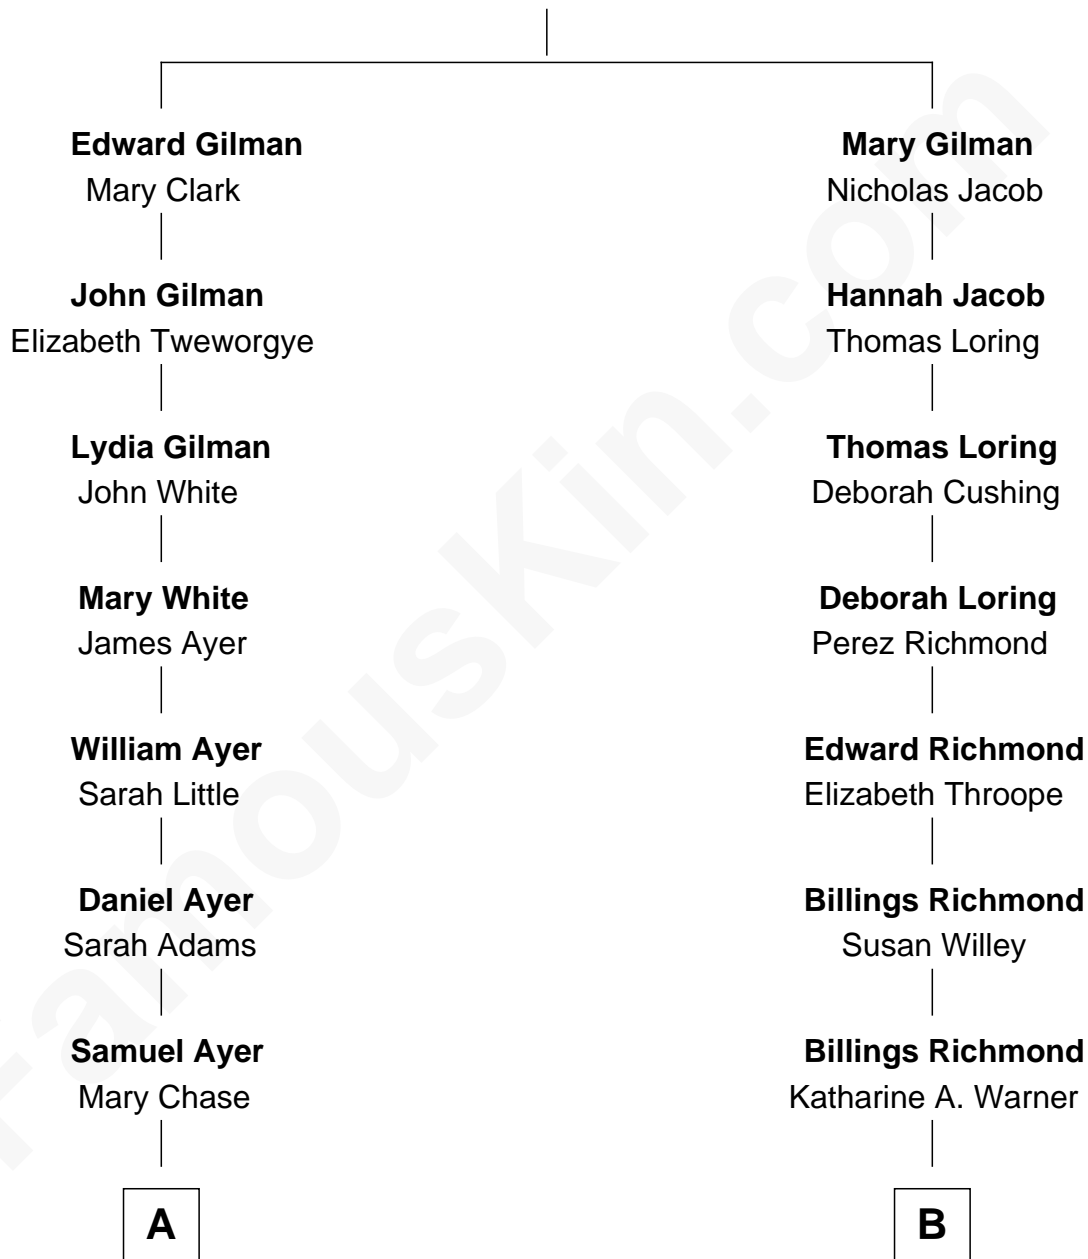 Edward Gilman
Mary Clark
John Gilman
Elizabeth Tweworgye
Lydia Gilman
John White
Mary White
James Ayer
William Ayer
Sarah Little
Daniel Ayer
Sarah Adams
Samuel Ayer
Mary Chase
A
Mary Gilman
Nicholas Jacob
Hannah Jacob
Thomas Loring
Thomas Loring
Deborah Cushing
Deborah Loring
Perez Richmond
Edward Richmond
Elizabeth Throope
Billings Richmond
Susan Willey
Billings Richmond
Katharine A. Warner
B
FamousKin.com